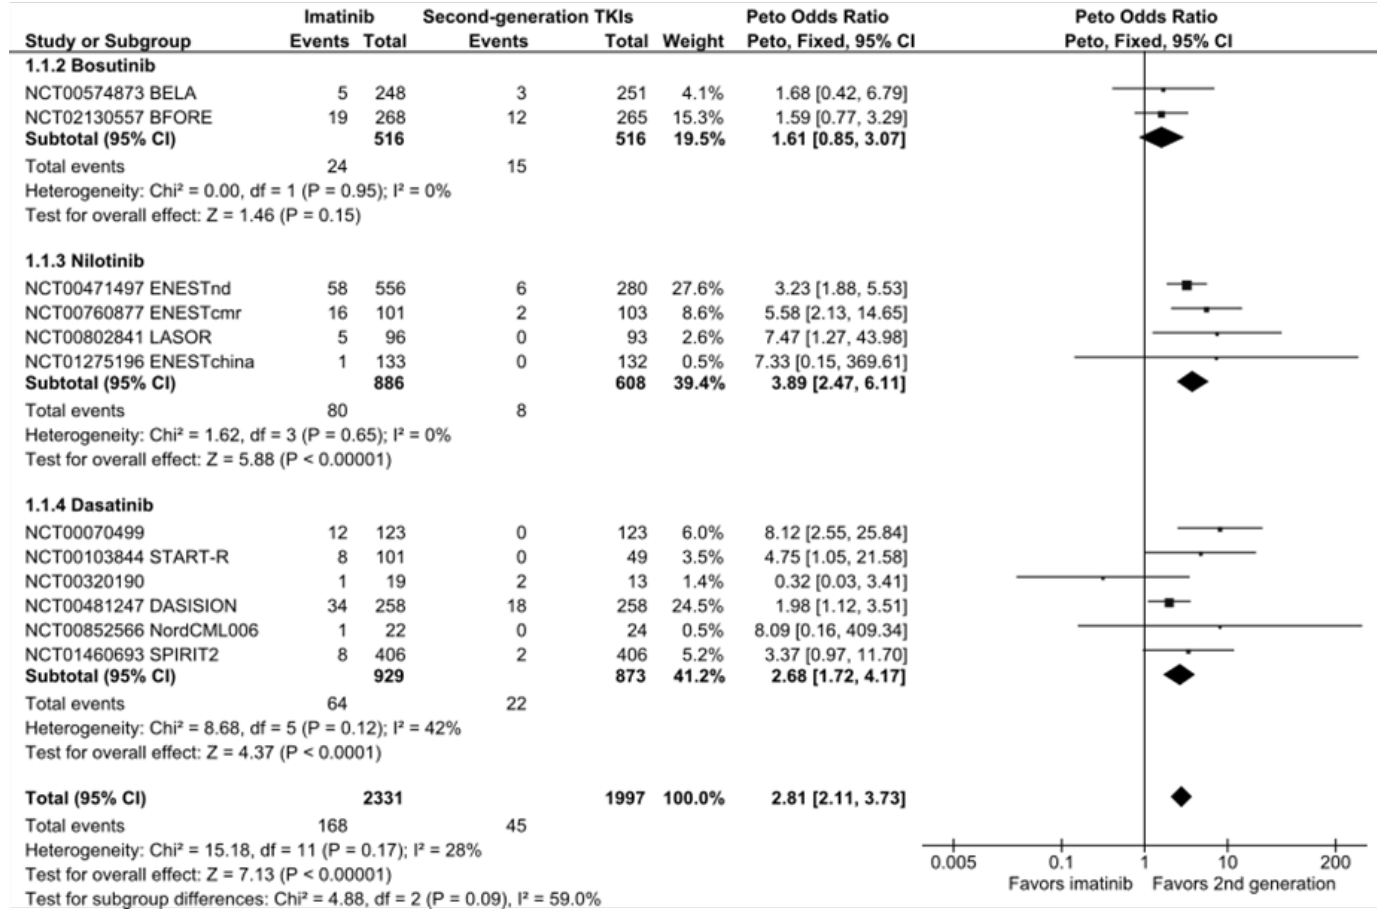 Imatinib Second-generation TKIs Peto Odds Ratio Peto Odds Ratio
Study or Subgroup Events Total Events Total Weight Peto, Fixed, 95% CI Peto, Fixed, 95% CI
1.1.2 Bosutinib
NCT00574873 BELA 5 248 3 251 4.1% 1.68 [0.42, 6.79]
NCT02130557 BFORE 19 268 12 265 15.3% 1.59 [0.77, 3.29]
Subtotal (95% CI) 516 516 19.5% 1.61 [0.85, 3.07]
Total events 24 15
Heterogeneity: Chi² = 0.00, df = 1 (P = 0.95); I² = 0%
Test for overall effect: Z = 1.46 (P = 0.15)
1.1.3 Nilotinib
NCT00471497 ENESTnd 58 556 6 280 27.6% 3.23 [1.88, 5.53]
NCT00760877 ENESTcmr 16 101 2 103 8.6% 5.58 [2.13, 14.65]
NCT00802841 LASOR 5 96 0 93 2.6% 7.47 [1.27, 43.98]
NCT01275196 ENESTchina 1 133 0 132 0.5% 7.33 [0.15, 369.61]
Subtotal (95% CI) 886 608 39.4% 3.89 [2.47, 6.11]
Total events 80 8
Heterogeneity: Chi² = 1.62, df = 3 (P = 0.65); I² = 0%
Test for overall effect: Z = 5.88 (P < 0.00001)
1.1.4 Dasatinib
NCT00070499 12 123 0 123 6.0% 8.12 [2.55, 25.84]
NCT00103844 START-R 8 101 0 49 3.5% 4.75 [1.05, 21.58]
NCT00320190 1 19 2 13 1.4% 0.32 [0.03, 3.41]
NCT00481247 DASISION 34 258 18 258 24.5% 1.98 [1.12, 3.51]
NCT00852566 NordCML006 1 22 0 24 0.5% 8.09 [0.16, 409.34]
NCT01460693 SPIRIT2 8 406 2 406 5.2% 3.37 [0.97, 11.70]
Subtotal (95% CI) 929 873 41.2% 2.68 [1.72, 4.17]
Total events 64 22
Heterogeneity: Chi² = 8.68, df = 5 (P = 0.12); I² = 42%
Test for overall effect: Z = 4.37 (P < 0.0001)
Total (95% CI) 2331 1997 100.0% 2.81 [2.11, 3.73]
Total events 168 45
Heterogeneity: Chi² = 15.18, df = 11 (P = 0.17); I² = 28%
Test for overall effect: Z = 7.13 (P < 0.00001)
Test for subgroup differences: Chi² = 4.88, df = 2 (P = 0.09), I² = 59.0%
0.005 0.1 1 10 200
Favors imatinib Favors 2nd generation